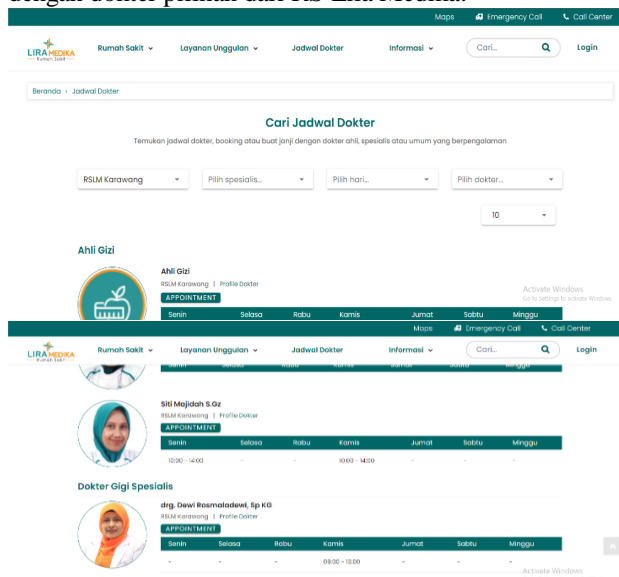 dengan dokter pilihan dari RS Lira Medika.
Maps Emergency Call Call Center
LIRA MEDIKA
Rumah Sakit
Rumah Sakit Layanan Unggulan Jadwal Dokter Informasi Cari... Login
Beranda › Jadwal Dokter
Cari Jadwal Dokter
Temukan jadwal dokter, booking atau buat janji dengan dokter ahli, spesialis atau umum yang berpengalaman
RSLM Karawang Pilih spesialis... Pilih hari... Pilih dokter...
10
Ahli Gizi
Ahli Gizi
RSLM Karawang | Profile Dokter
APPOINTMENT
Activate Windows
Go to Settings to activate Windows.
Senin Selasa Rabu Kamis Jumat Sabtu Minggu
Maps Emergency Call Call Center
LIRA MEDIKA
Rumah Sakit
Rumah Sakit Layanan Unggulan Jadwal Dokter Informasi Cari... Login
Senin Selasa Rabu Kamis Jumat Sabtu Minggu
Siti Majidah S.Gz
RSLM Karawang | Profile Dokter
APPOINTMENT
Senin Selasa Rabu Kamis Jumat Sabtu Minggu
10:00 - 14:00 - - 10:00 - 14:00 - - -
Dokter Gigi Spesialis
drg. Dewi Rosmaladewi, Sp KG
RSLM Karawang | Profile Dokter
APPOINTMENT
Senin Selasa Rabu Kamis Jumat Sabtu Minggu
- - - 09:00 - 13:00 - - -
Activate Windows